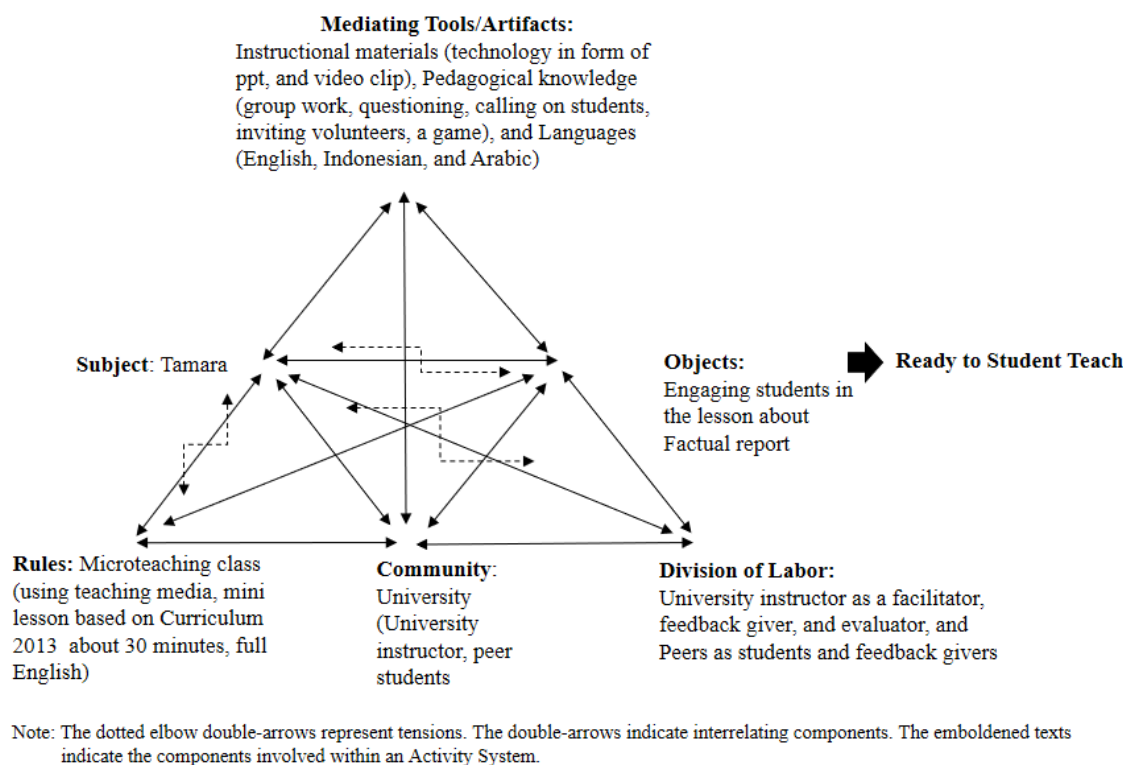 Mediating Tools/Artifacts:
Instructional materials (technology in form of
ppt, and video clip), Pedagogical knowledge
(group work, questioning, calling on students,
inviting volunteers, a game), and Languages
(English, Indonesian, and Arabic)
Subject: Tamara
Objects:
Engaging students in
the lesson about
Factual report
Ready to Student Teach
Rules: Microteaching class
(using teaching media, mini
lesson based on Curriculum
2013 about 30 minutes, full
English)
Community:
University
(University
instructor, peer
students
Division of Labor:
University instructor as a facilitator,
feedback giver, and evaluator, and
Peers as students and feedback givers
Note: The dotted elbow double-arrows represent tensions. The double-arrows indicate interrelating components. The emboldened texts
indicate the components involved within an Activity System.